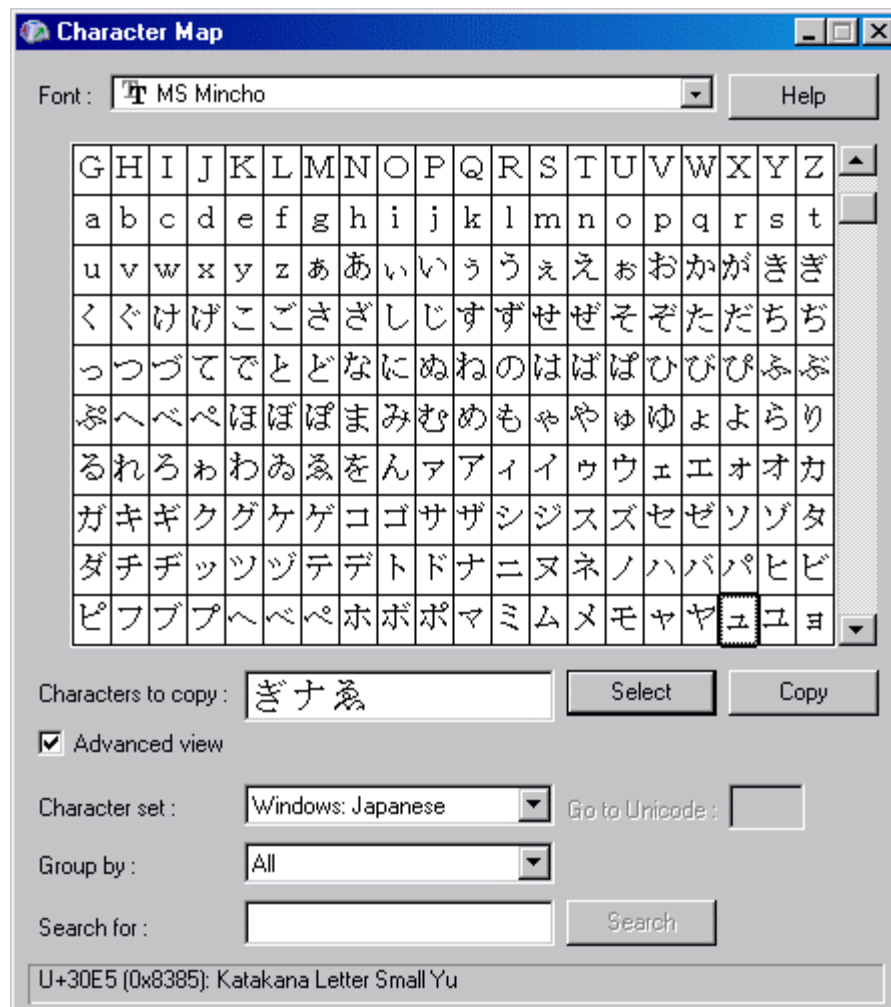 Character Map
Font : MS Mincho Help
G H I J K L M N O P Q R S T U V W X Y Z
a b c d e f g h i j k l m n o p q r s t
u v w x y z ぁ あ ぃ い ぅ う ぇ え ぉ お か が き ぎ
く ぐ け げ こ ご さ ざ し じ す ず せ ぜ そ ぞ た だ ち ぢ
っ つ づ て で と ど な に ぬ ね の は ば ぱ ひ び ぴ ふ ぶ
ぷ へ べ ぺ ほ ぼ ぽ ま み む め も ゃ や ゅ ゆ ょ よ ら り
る れ ろ ゎ わ ゐ ゑ を ん ァ ア ィ イ ゥ ウ ェ エ ォ オ カ
ガ キ ギ ク グ ケ ゲ コ ゴ サ ザ シ ジ ス ズ セ ゼ ソ ゾ タ
ダ チ ヂ ッ ツ ヅ テ デ ト ド ナ ニ ヌ ネ ノ ハ バ パ ヒ ビ
ピ フ ブ プ ヘ ベ ペ ホ ボ ポ マ ミ ム メ モ ャ ヤ ュ ユ ョ
Characters to copy : ぎナゑ Select Copy
Advanced view
Character set : Windows: Japanese Go to Unicode :
Group by : All
Search for : Search
U+30E5 (0x8385): Katakana Letter Small Yu